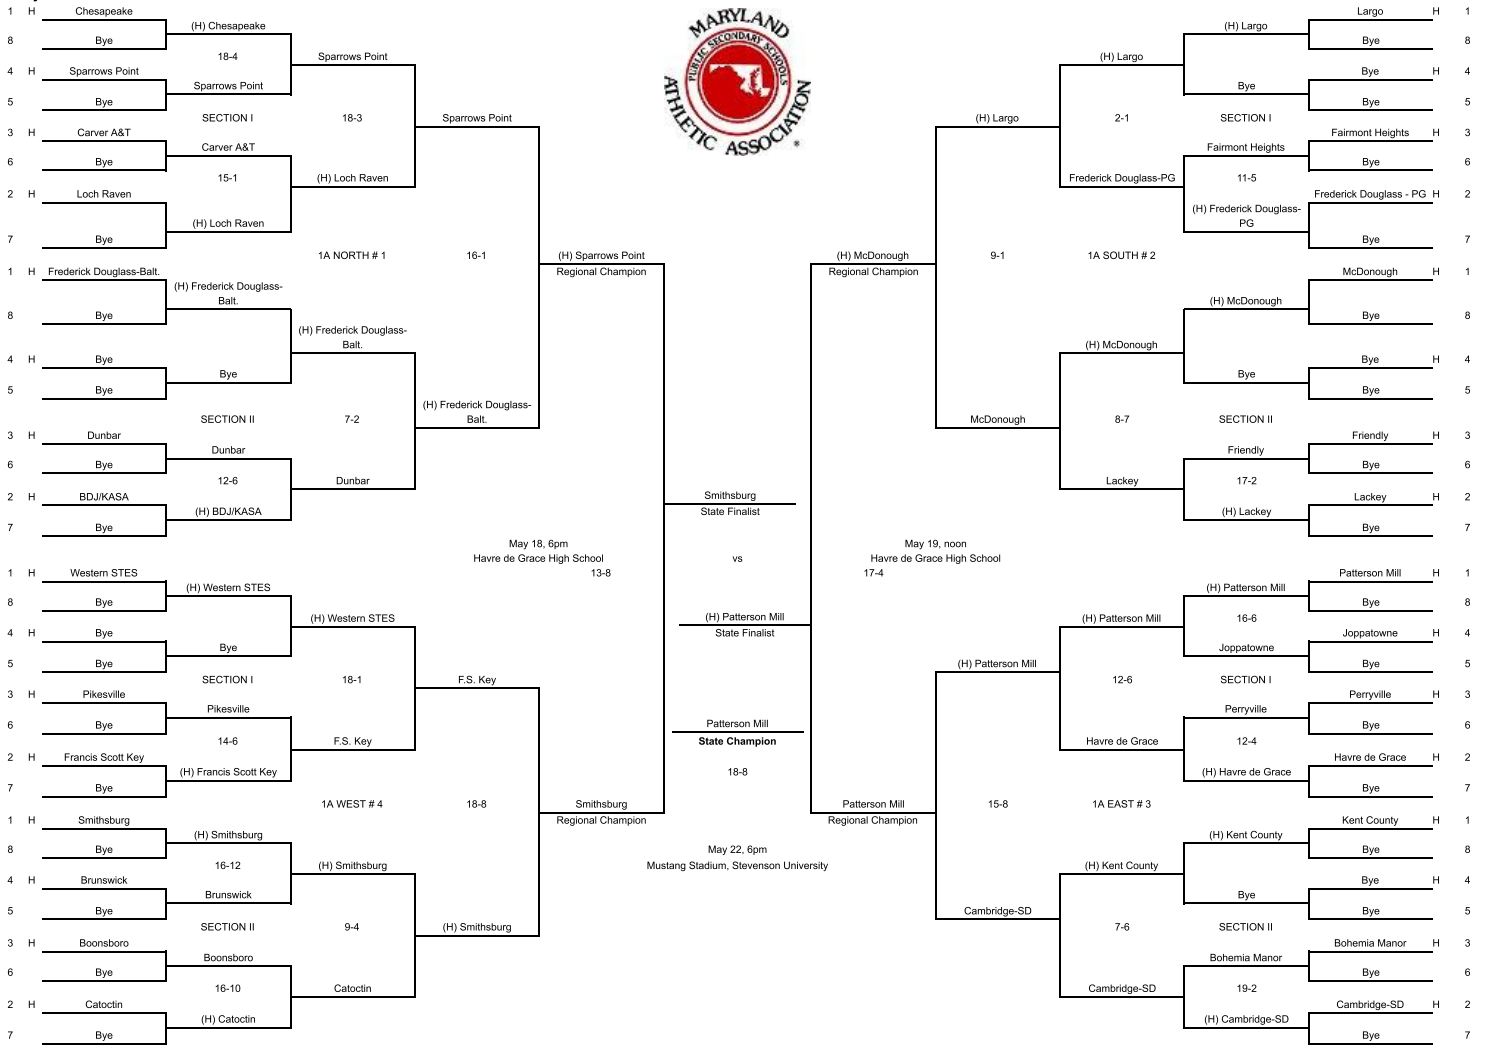 MARYLAND
PUBLIC SECONDARY SCHOOLS
ATHLETIC ASSOCIATION
®
1 H Chesapeake
(H) Chesapeake
8 Bye
18-4
Sparrows Point
4 H Sparrows Point
Sparrows Point
5 Bye
SECTION I
18-3
Sparrows Point
3 H Carver A&T
Carver A&T
6 Bye
15-1
(H) Loch Raven
2 H Loch Raven
(H) Loch Raven
7 Bye
1A NORTH # 1
16-1
(H) Sparrows Point
Regional Champion
1 H Frederick Douglass-Balt.
(H) Frederick Douglass-
Balt.
8 Bye
(H) Frederick Douglass-
Balt.
4 H Bye
Bye
5 Bye
(H) Frederick Douglass-
Balt.
SECTION II
7-2
3 H Dunbar
Dunbar
6 Bye
12-6
Dunbar
2 H BDJ/KASA
(H) BDJ/KASA
7 Bye
May 18, 6pm
Havre de Grace High School
13-8
1 H Western STES
(H) Western STES
8 Bye
(H) Western STES
4 H Bye
Bye
5 Bye
SECTION I
18-1
F.S. Key
3 H Pikesville
Pikesville
6 Bye
14-6
F.S. Key
2 H Francis Scott Key
(H) Francis Scott Key
7 Bye
1A WEST # 4
18-8
Smithsburg
Regional Champion
1 H Smithsburg
(H) Smithsburg
8 Bye
16-12
(H) Smithsburg
4 H Brunswick
Brunswick
5 Bye
SECTION II
9-4
(H) Smithsburg
3 H Boonsboro
Boonsboro
6 Bye
16-10
Catoctin
2 H Catoctin
(H) Catoctin
7 Bye
Smithsburg
State Finalist
vs
(H) Patterson Mill
State Finalist
Patterson Mill
State Champion
18-8
May 22, 6pm
Mustang Stadium, Stevenson University
Largo H 1
(H) Largo
Bye 8
(H) Largo
Bye H 4
Bye
Bye 5
(H) Largo
2-1
SECTION I
Fairmont Heights H 3
Fairmont Heights
Bye 6
Frederick Douglass-PG
11-5
Frederick Douglass - PG H 2
(H) Frederick Douglass-
PG
Bye 7
(H) McDonough
Regional Champion
9-1
1A SOUTH # 2
McDonough H 1
(H) McDonough
Bye 8
(H) McDonough
Bye H 4
Bye
Bye 5
McDonough
8-7
SECTION II
Friendly H 3
Friendly
Bye 6
Lackey
17-2
Lackey H 2
(H) Lackey
Bye 7
May 19, noon
Havre de Grace High School
17-4
Patterson Mill H 1
(H) Patterson Mill
Bye 8
(H) Patterson Mill
16-6
Joppatowne H 4
Joppatowne
Bye 5
(H) Patterson Mill
12-6
SECTION I
Perryville H 3
Perryville
Bye 6
Havre de Grace
12-4
Havre de Grace H 2
(H) Havre de Grace
Bye 7
Patterson Mill
Regional Champion
15-8
1A EAST # 3
Kent County H 1
(H) Kent County
Bye 8
(H) Kent County
Bye H 4
Bye
Bye 5
Cambridge-SD
7-6
SECTION II
Bohemia Manor H 3
Bohemia Manor
Bye 6
Cambridge-SD
19-2
Cambridge-SD H 2
(H) Cambridge-SD
Bye 7